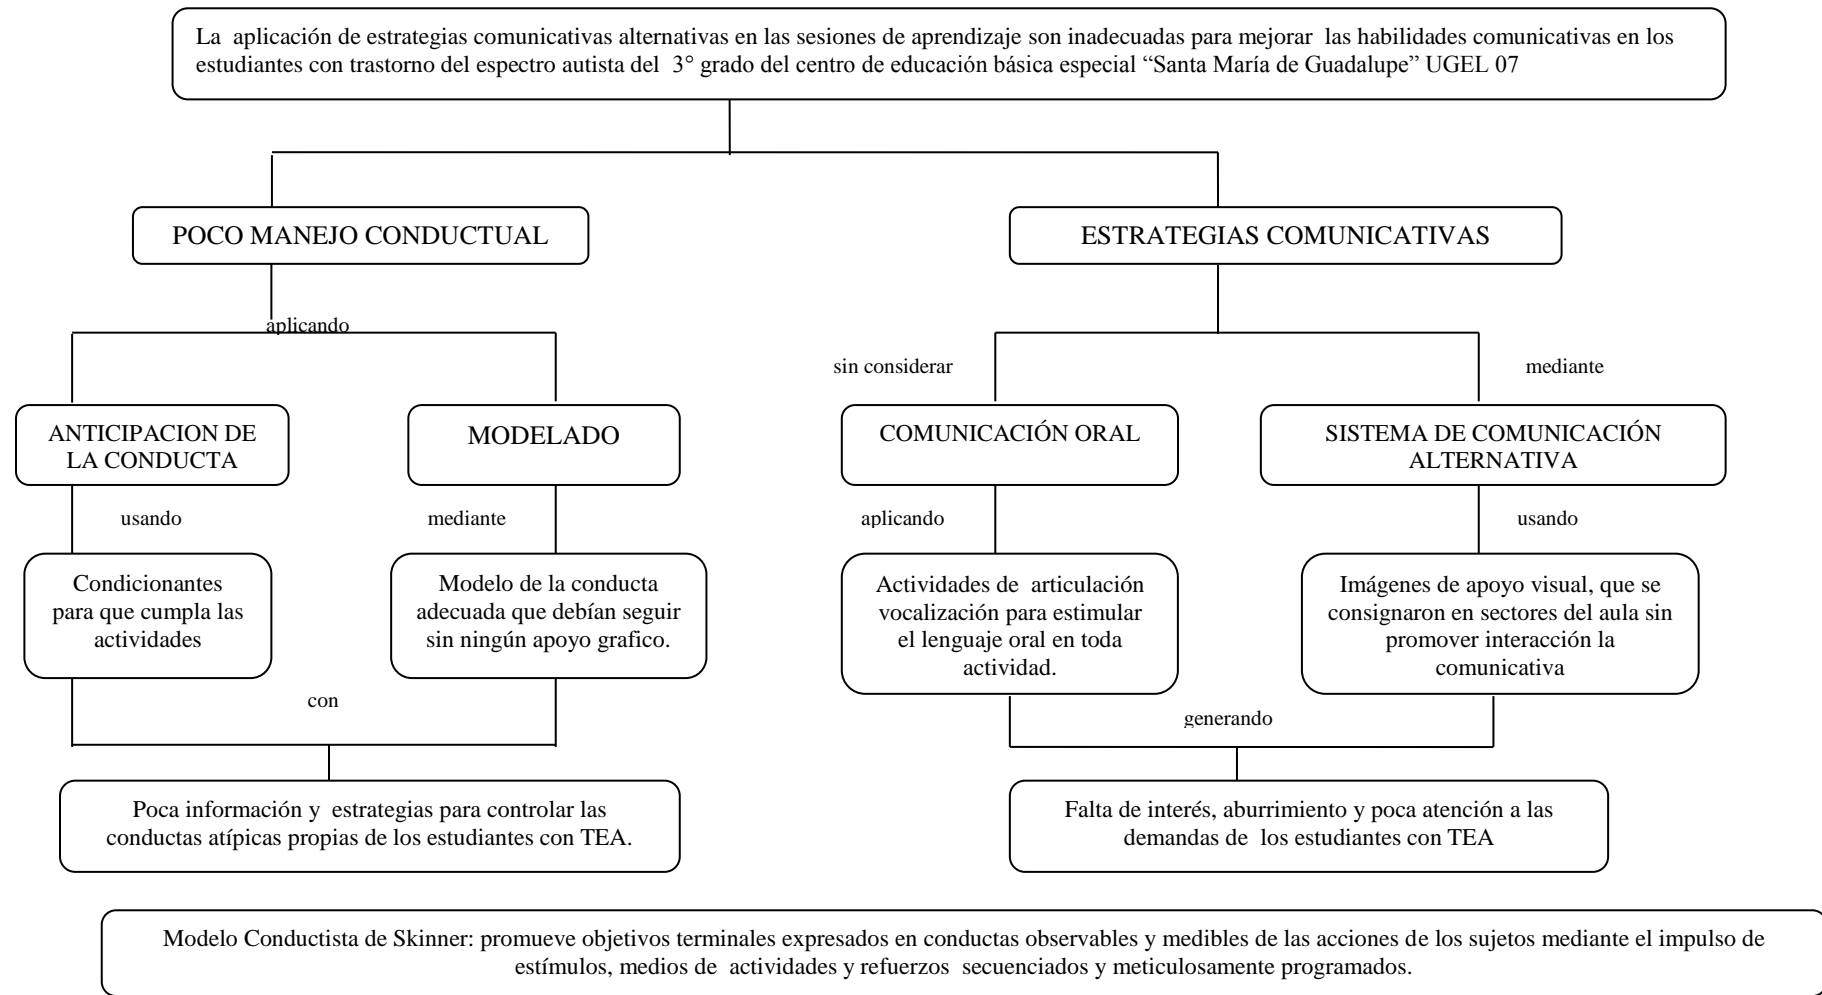 La aplicación de estrategias comunicativas alternativas en las sesiones de aprendizaje son inadecuadas para mejorar las habilidades comunicativas en los
estudiantes con trastorno del espectro autista del 3° grado del centro de educación básica especial “Santa María de Guadalupe” UGEL 07
POCO MANEJO CONDUCTUAL
ESTRATEGIAS COMUNICATIVAS
aplicando
sin considerar
mediante
ANTICIPACION DE
LA CONDUCTA
MODELADO
COMUNICACIÓN ORAL
SISTEMA DE COMUNICACIÓN
ALTERNATIVA
usando
mediante
aplicando
usando
Condicionantes
para que cumpla las
actividades
Modelo de la conducta
adecuada que debían seguir
sin ningún apoyo grafico.
Actividades de articulación
vocalización para estimular
el lenguaje oral en toda
actividad.
Imágenes de apoyo visual, que se
consignaron en sectores del aula sin
promover interacción la
comunicativa
con
generando
Poca información y estrategias para controlar las
conductas atípicas propias de los estudiantes con TEA.
Falta de interés, aburrimiento y poca atención a las
demandas de los estudiantes con TEA
Modelo Conductista de Skinner: promueve objetivos terminales expresados en conductas observables y medibles de las acciones de los sujetos mediante el impulso de
estímulos, medios de actividades y refuerzos secuenciados y meticulosamente programados.